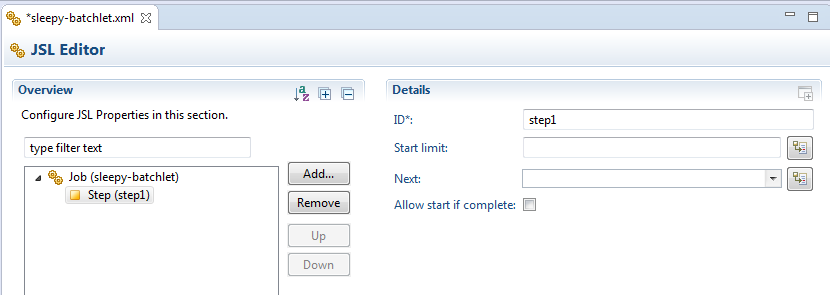 *sleepy-batchlet.xml
JSL Editor
Overview
Configure JSL Properties in this section.
type filter text
Job (sleepy-batchlet)
Step (step1)
Add...
Remove
Up
Down
Details
ID*:
step1
Start limit:
Next:
Allow start if complete: